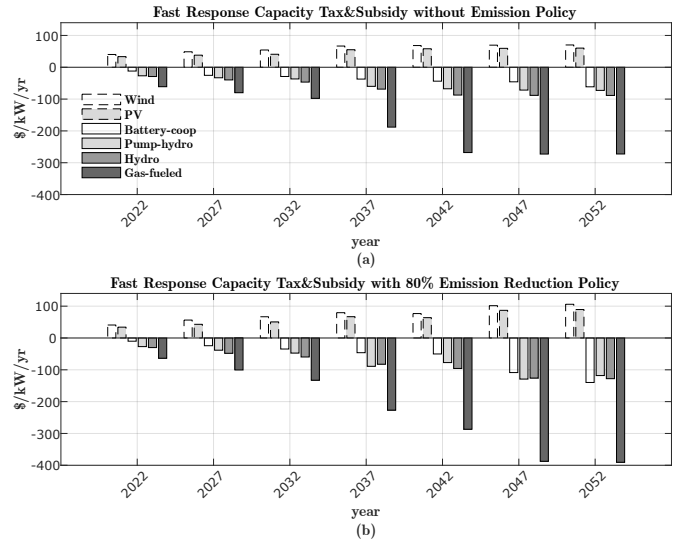 Fast Response Capacity Tax&Subsidy without Emission Policy
100
0
-100
-200
-300
-400
$/kW/yr
Wind
PV
Battery-coop
Pump-hydro
Hydro
Gas-fueled
2022
2027
2032
2037
2042
2047
2052
year
(a)
Fast Response Capacity Tax&Subsidy with 80% Emission Reduction Policy
100
0
-100
-200
-300
-400
$/kW/yr
2022
2027
2032
2037
2042
2047
2052
year
(b)